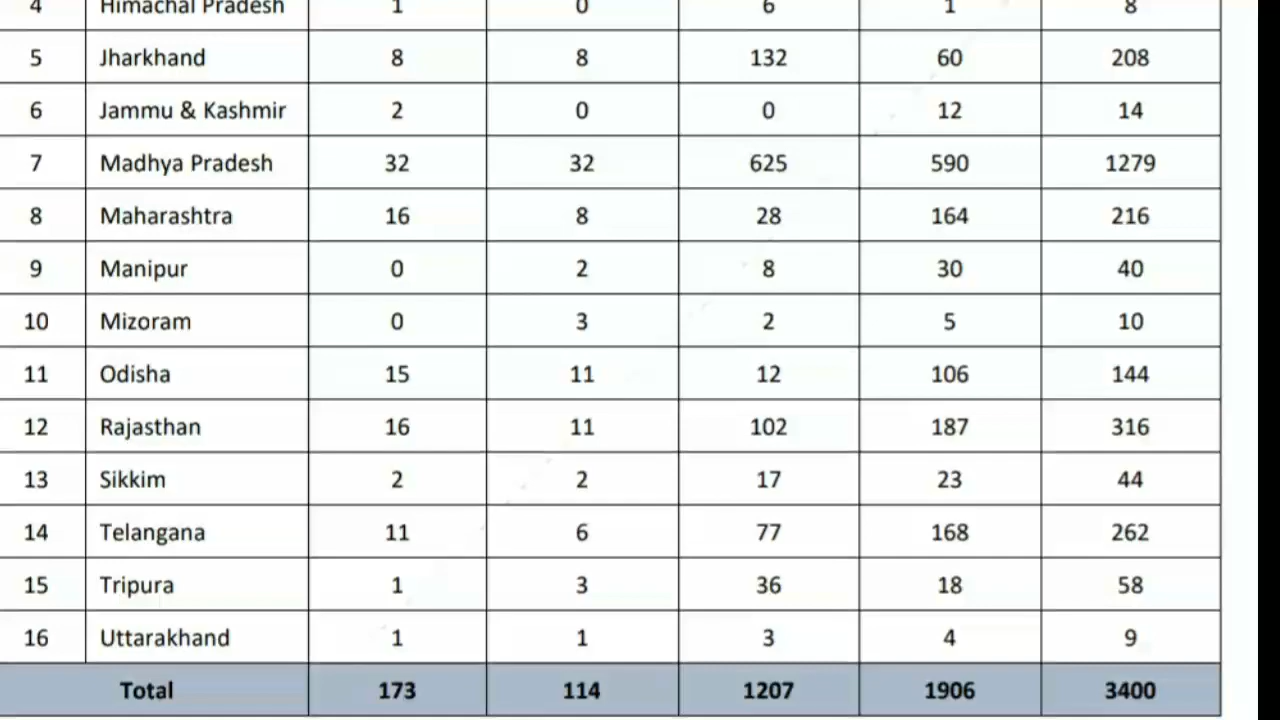 4 Himachal Pradesh 1 0 6 1 8
5 Jharkhand 8 8 132 60 208
6 Jammu & Kashmir 2 0 0 12 14
7 Madhya Pradesh 32 32 625 590 1279
8 Maharashtra 16 8 28 164 216
9 Manipur 0 2 8 30 40
10 Mizoram 0 3 2 5 10
11 Odisha 15 11 12 106 144
12 Rajasthan 16 11 102 187 316
13 Sikkim 2 2 17 23 44
14 Telangana 11 6 77 168 262
15 Tripura 1 3 36 18 58
16 Uttarakhand 1 1 3 4 9
Total 173 114 1207 1906 3400